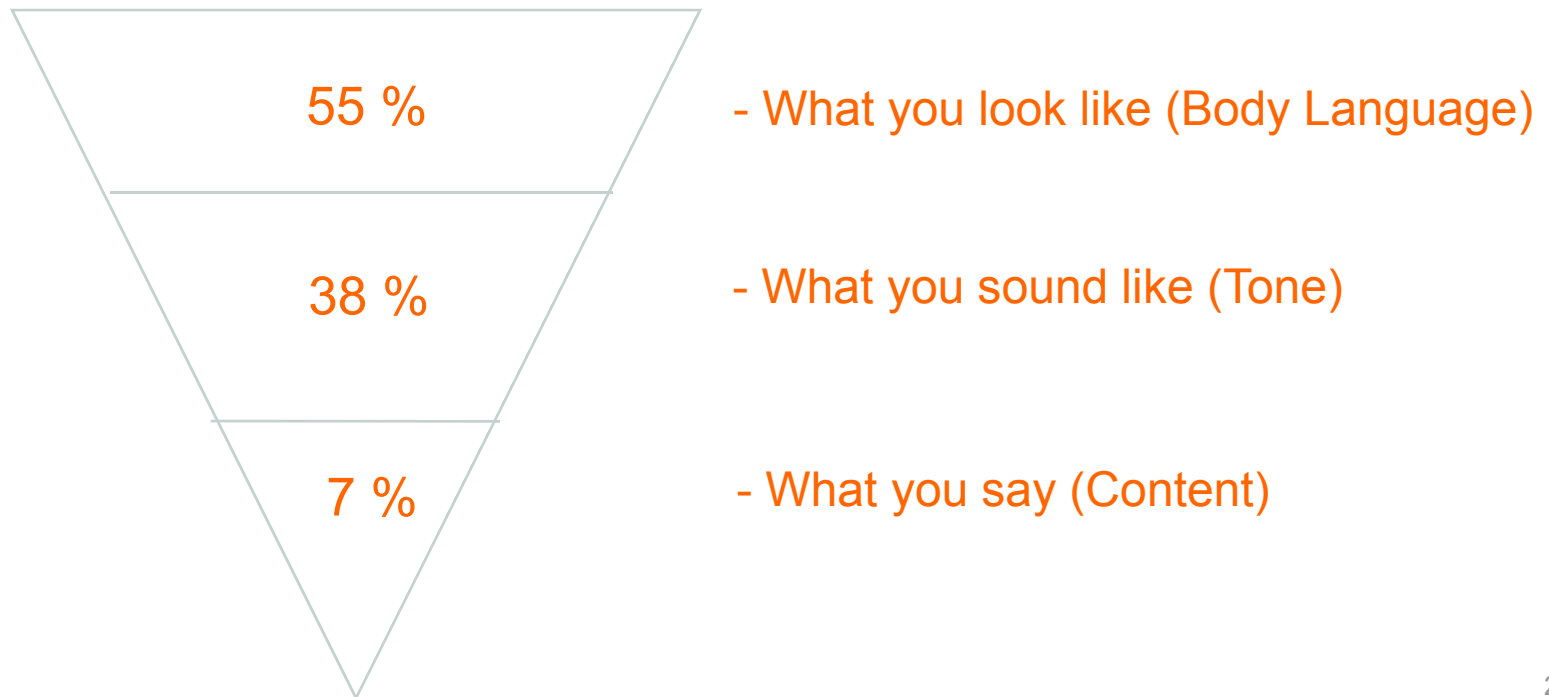 55 % - What you look like (Body Language)
38 % - What you sound like (Tone)
7 % - What you say (Content)